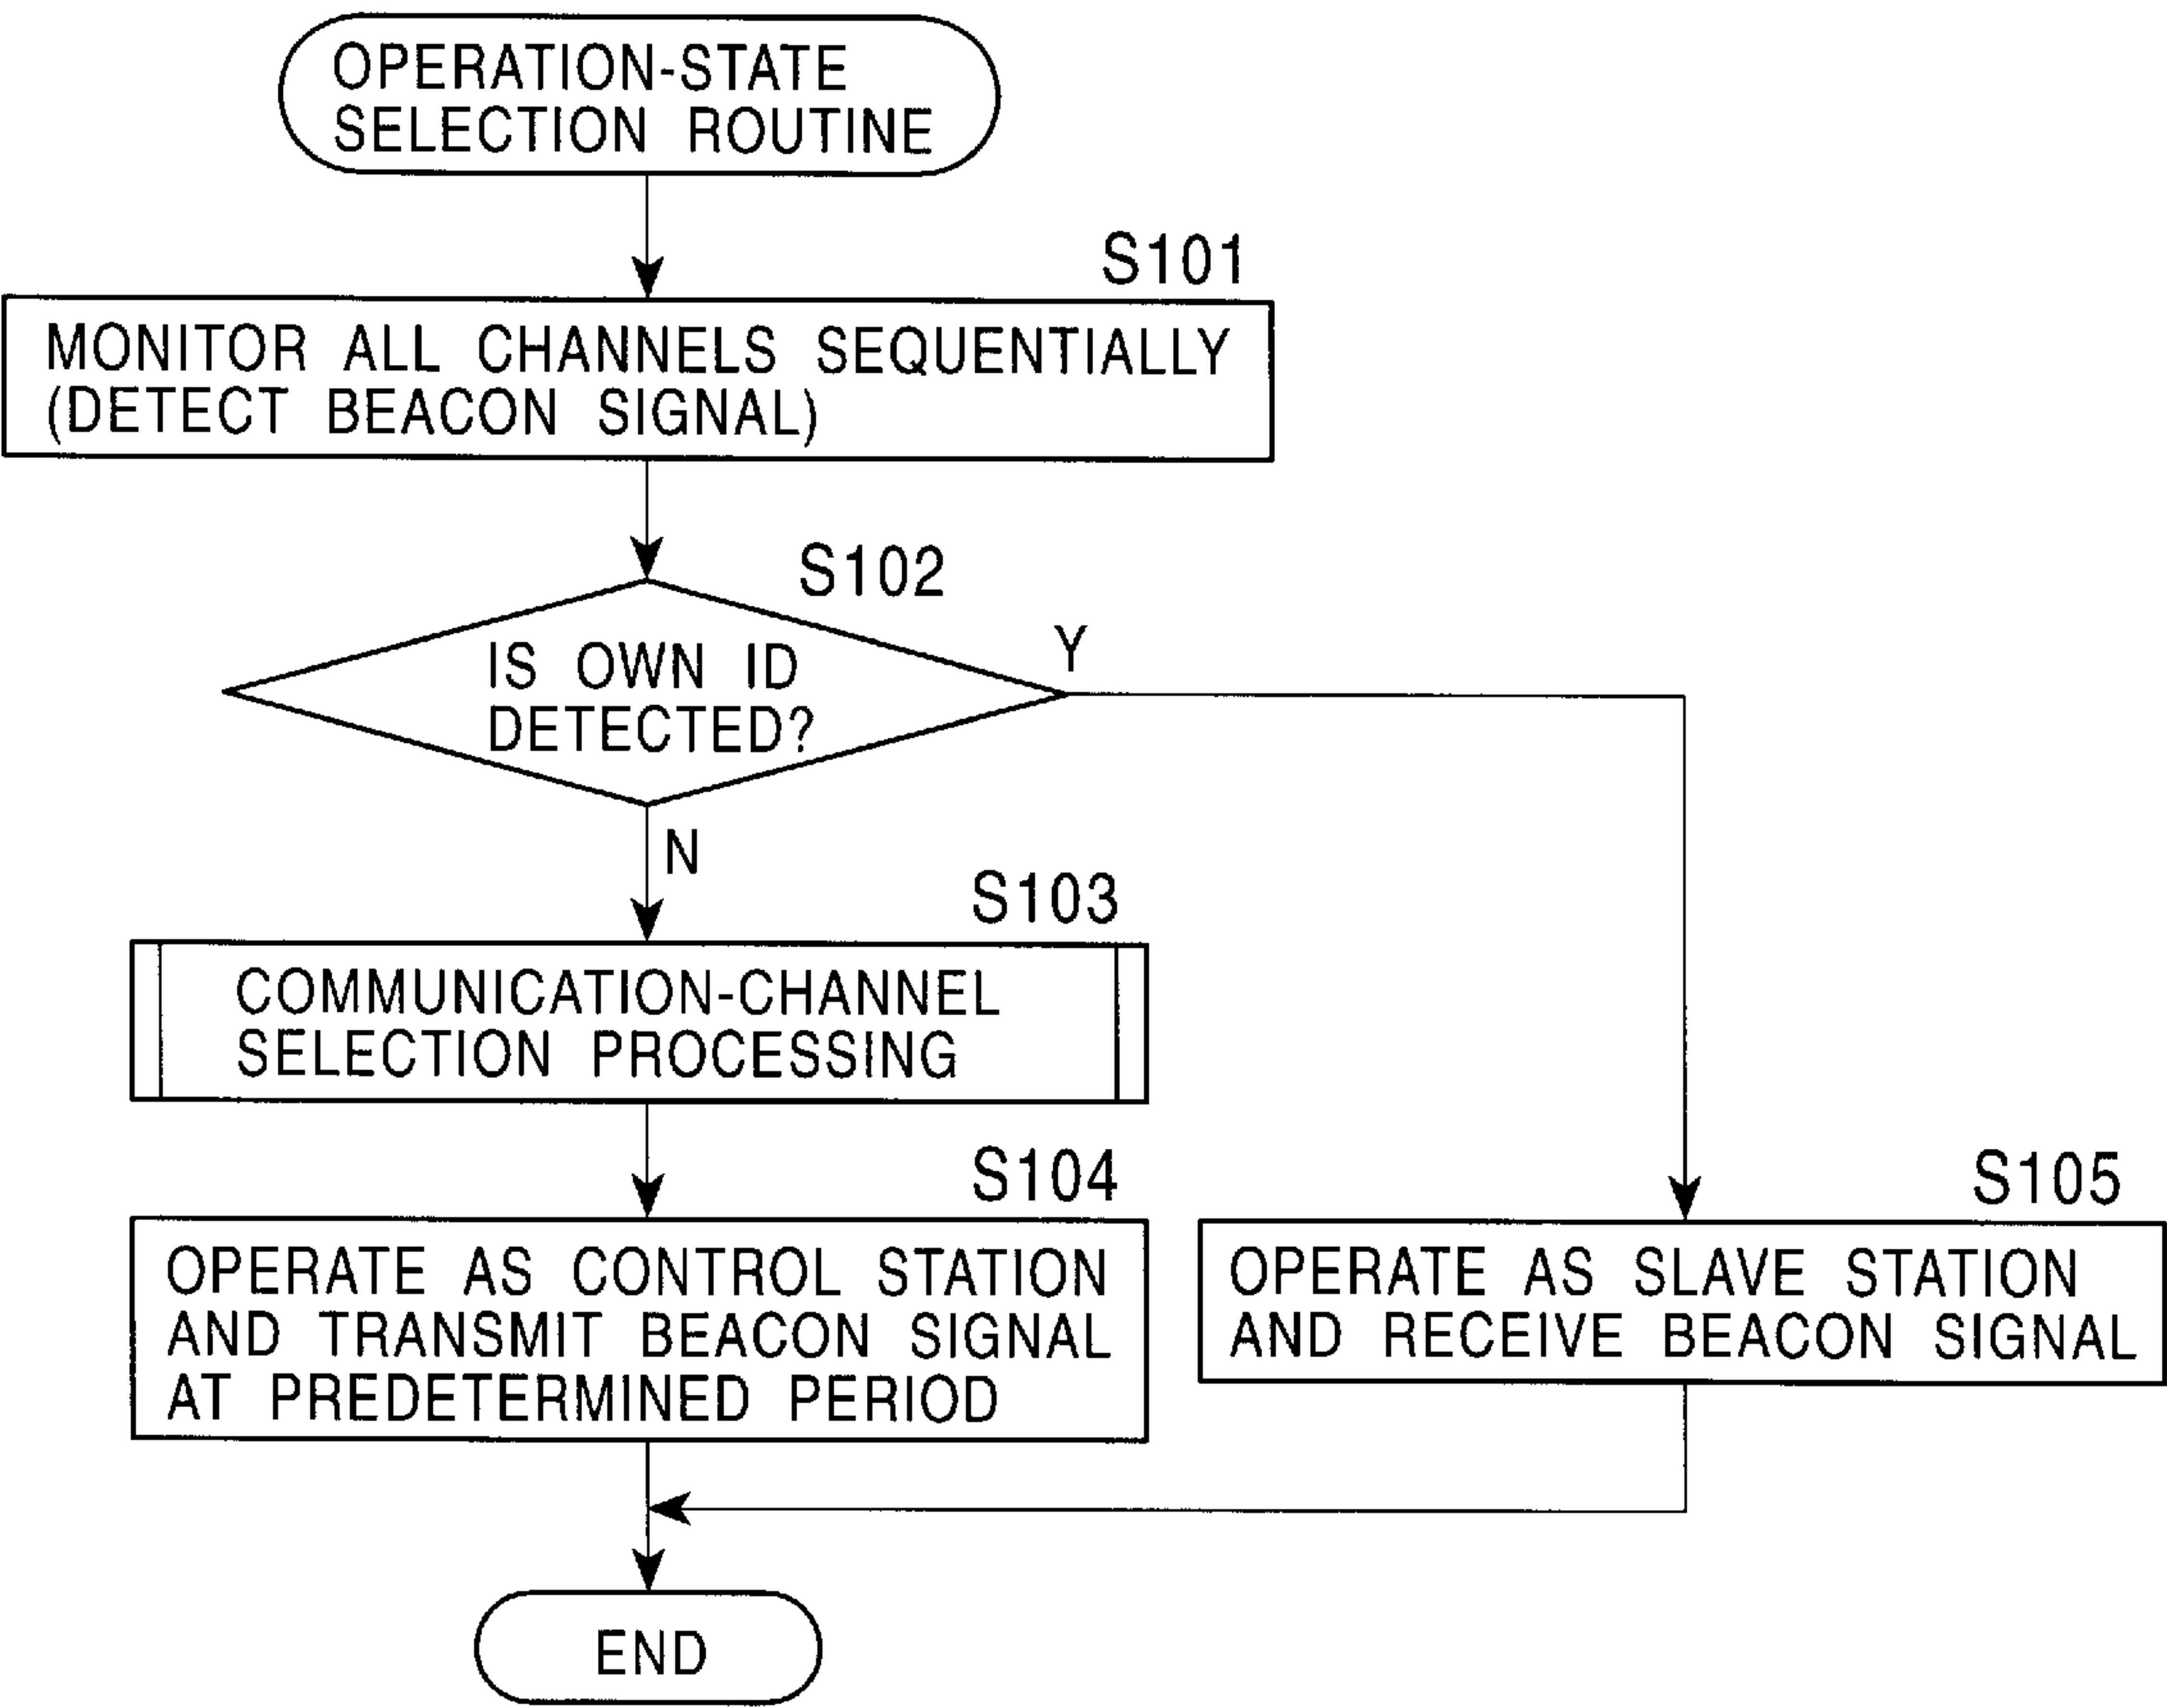 OPERATION-STATE
SELECTION ROUTINE
S101
MONITOR ALL CHANNELS SEQUENTIALLY
(DETECT BEACON SIGNAL)
S102
IS OWN ID
DETECTED?
Y
N
S103
COMMUNICATION-CHANNEL
SELECTION PROCESSING
S104
OPERATE AS CONTROL STATION
AND TRANSMIT BEACON SIGNAL
AT PREDETERMINED PERIOD
S105
OPERATE AS SLAVE STATION
AND RECEIVE BEACON SIGNAL
END